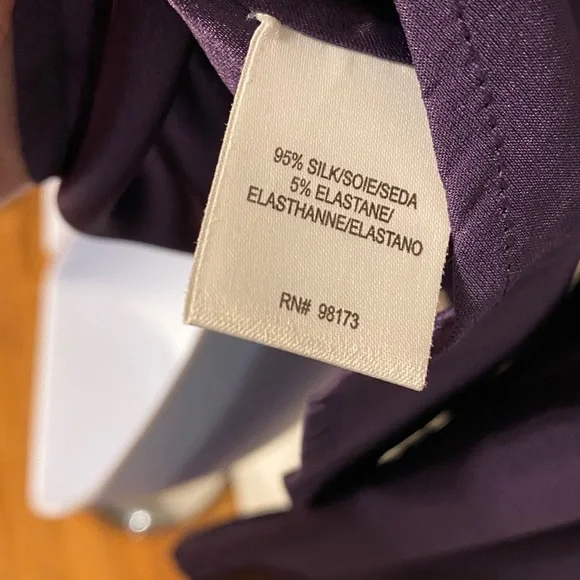 95% SILK/SOIE/SEDA
5% ELASTANE/
ELASTHANNE/ELASTANO
RN# 98173